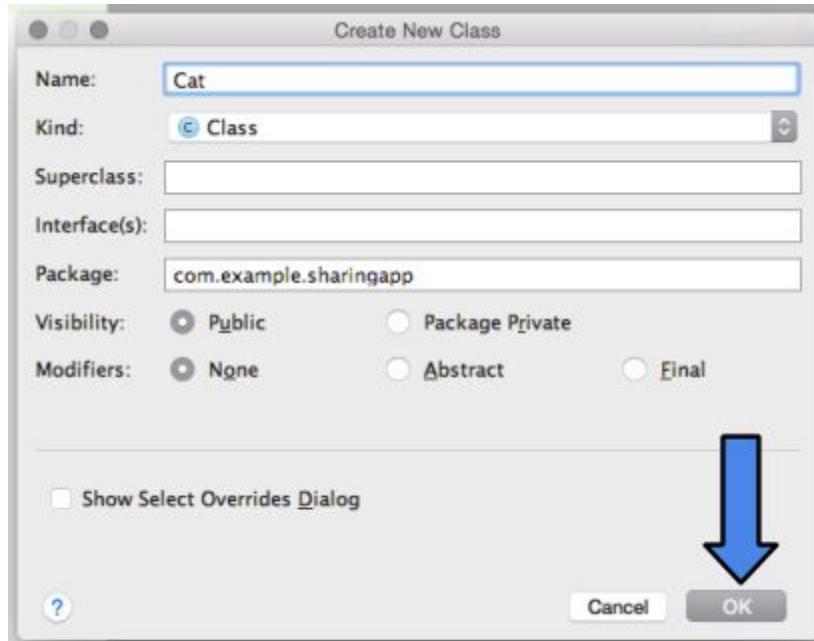 Create New Class
Name: Cat
Kind: C Class
Superclass:
Interface(s):
Package: com.example.sharingapp
Visibility: Public Package Private
Modifiers: None Abstract Final
Show Select Overrides Dialog
? Cancel OK